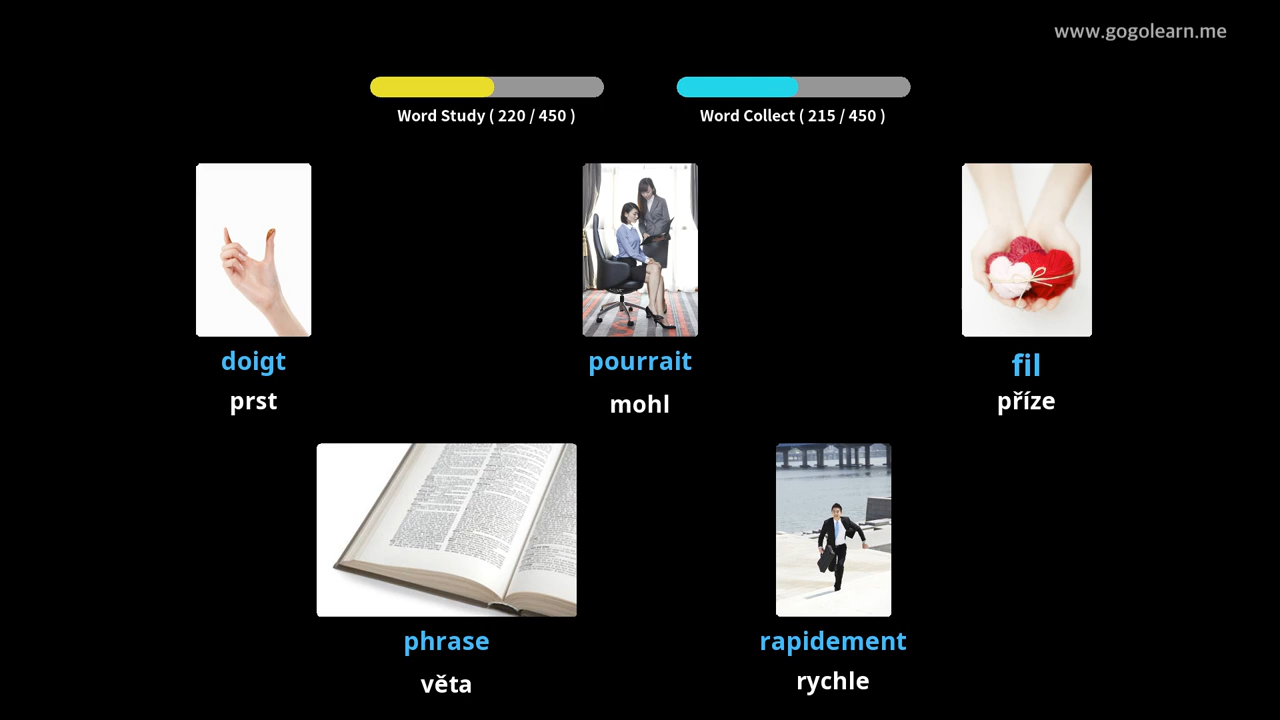 www.gogolearn.me
Word Study ( 220 / 450 )
Word Collect ( 215 / 450 )
doigt
prst
pourrait
mohl
fil
příze
phrase
věta
rapidement
rychle